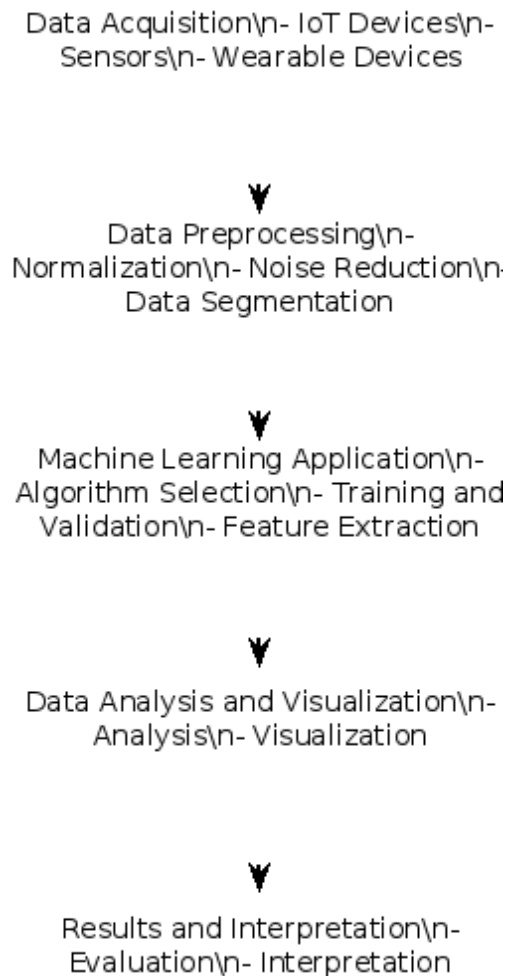 Data Acquisition\n- IoT Devices\n-
Sensors\n- Wearable Devices
Data Preprocessing\n-
Normalization\n- Noise Reduction\n-
Data Segmentation
Machine Learning Application\n-
Algorithm Selection\n- Training and
Validation\n- Feature Extraction
Data Analysis and Visualization\n-
Analysis\n- Visualization
Results and Interpretation\n-
Evaluation\n- Interpretation